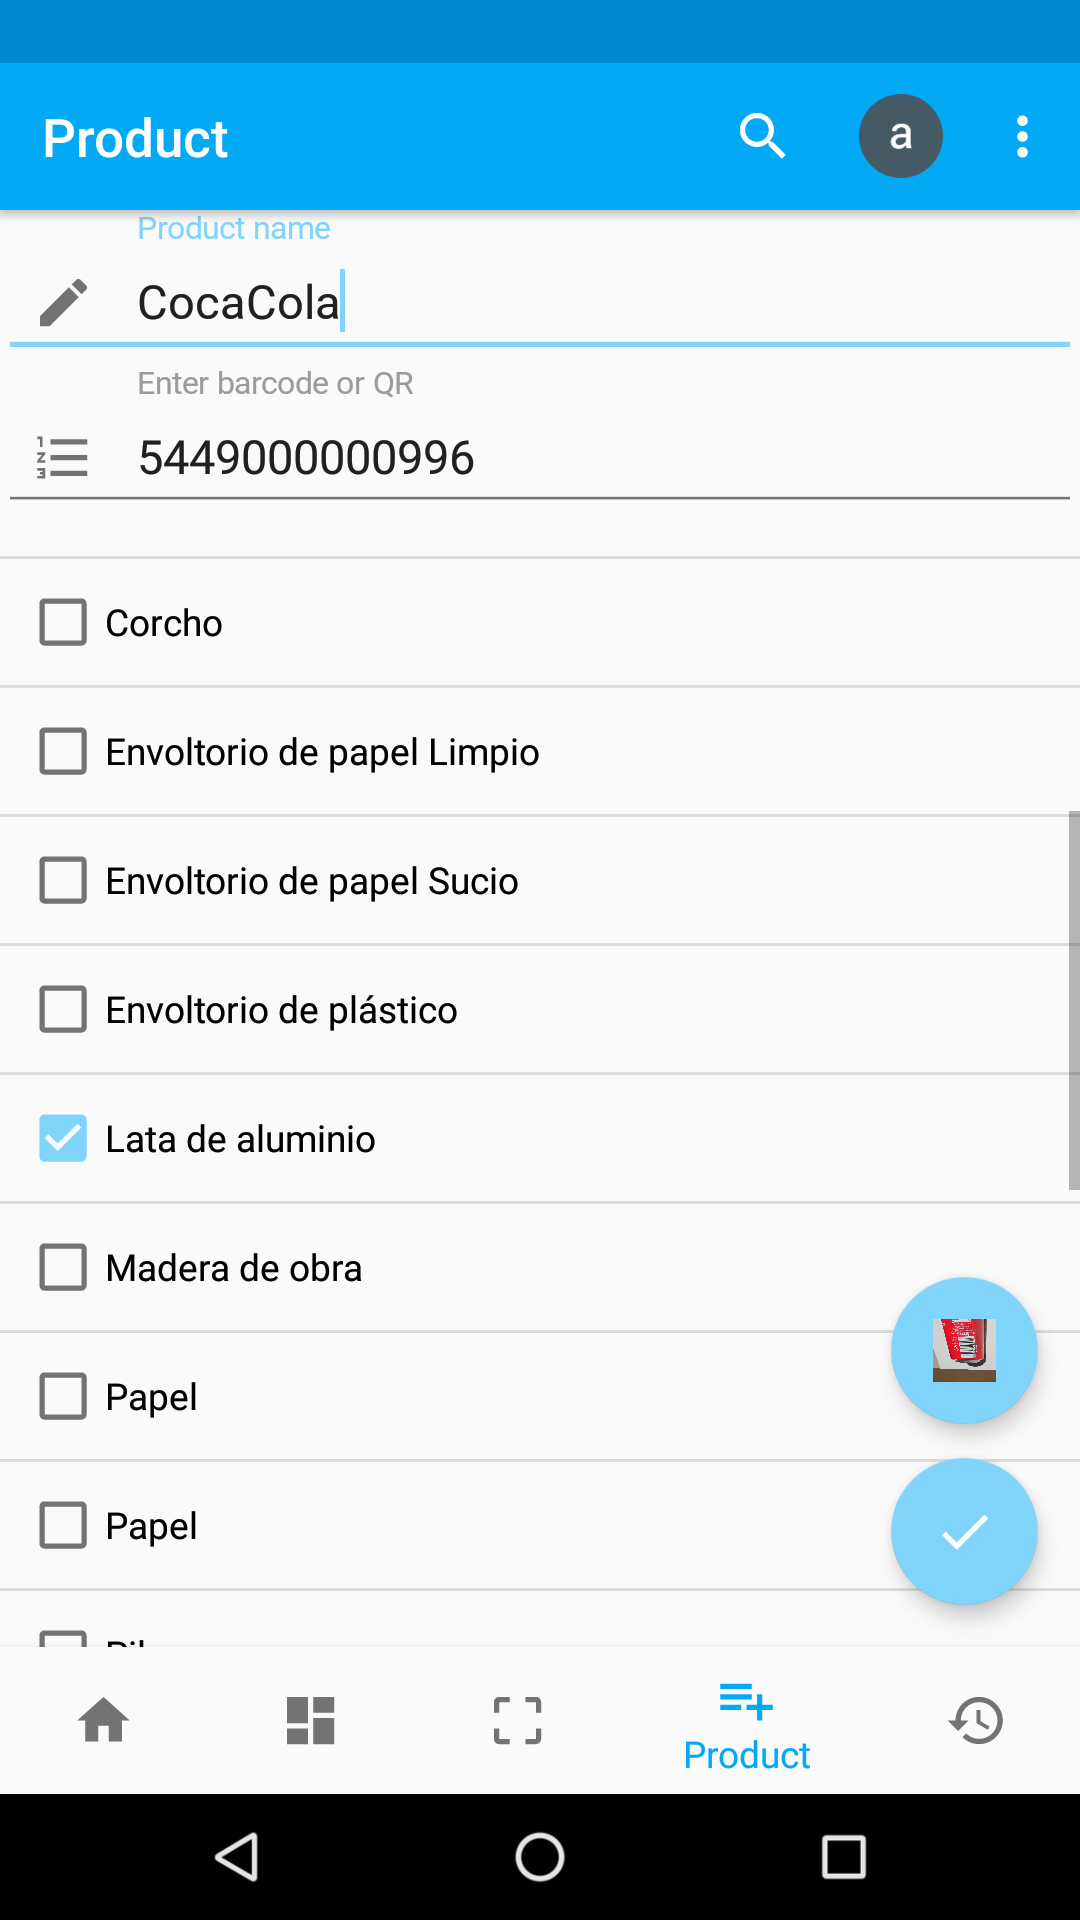 Product
a
Product name
CocaCola
Enter barcode or QR
5449000000996
Corcho
Envoltorio de papel Limpio
Envoltorio de papel Sucio
Envoltorio de plástico
Lata de aluminio
Madera de obra
Papel
Papel
Product